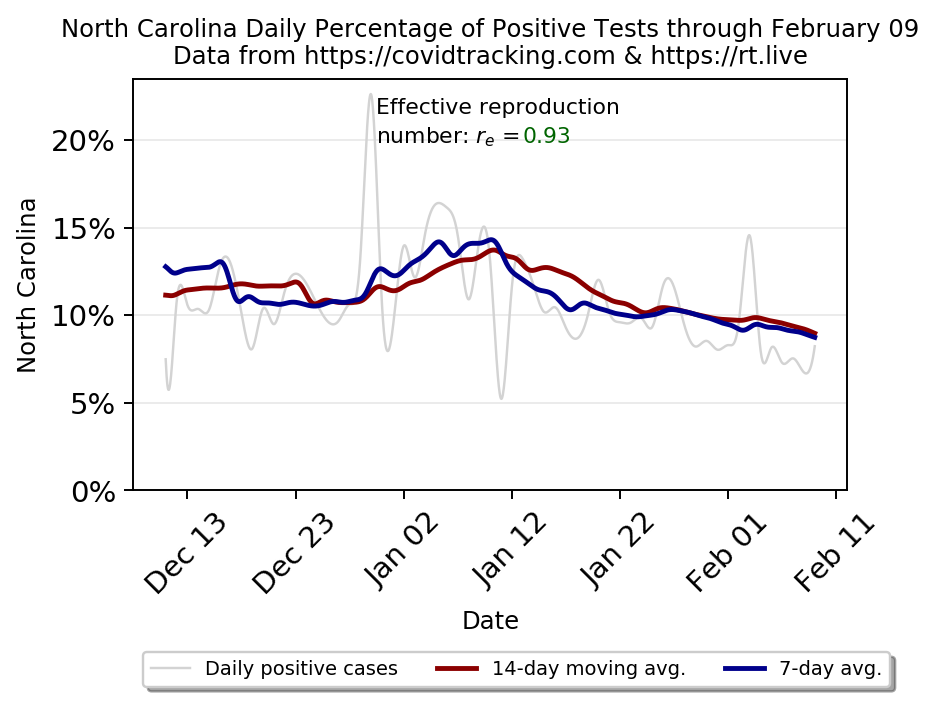 North Carolina Daily Percentage of Positive Tests through February 09
Data from https://covidtracking.com & https://rt.live
Effective reproduction
number: rₑ =0.93
20%
15%
10%
5%
0%
North Carolina
Dec 13
Dec 23
Jan 02
Jan 12
Jan 22
Feb 01
Feb 11
Date
Daily positive cases
14-day moving avg.
7-day avg.